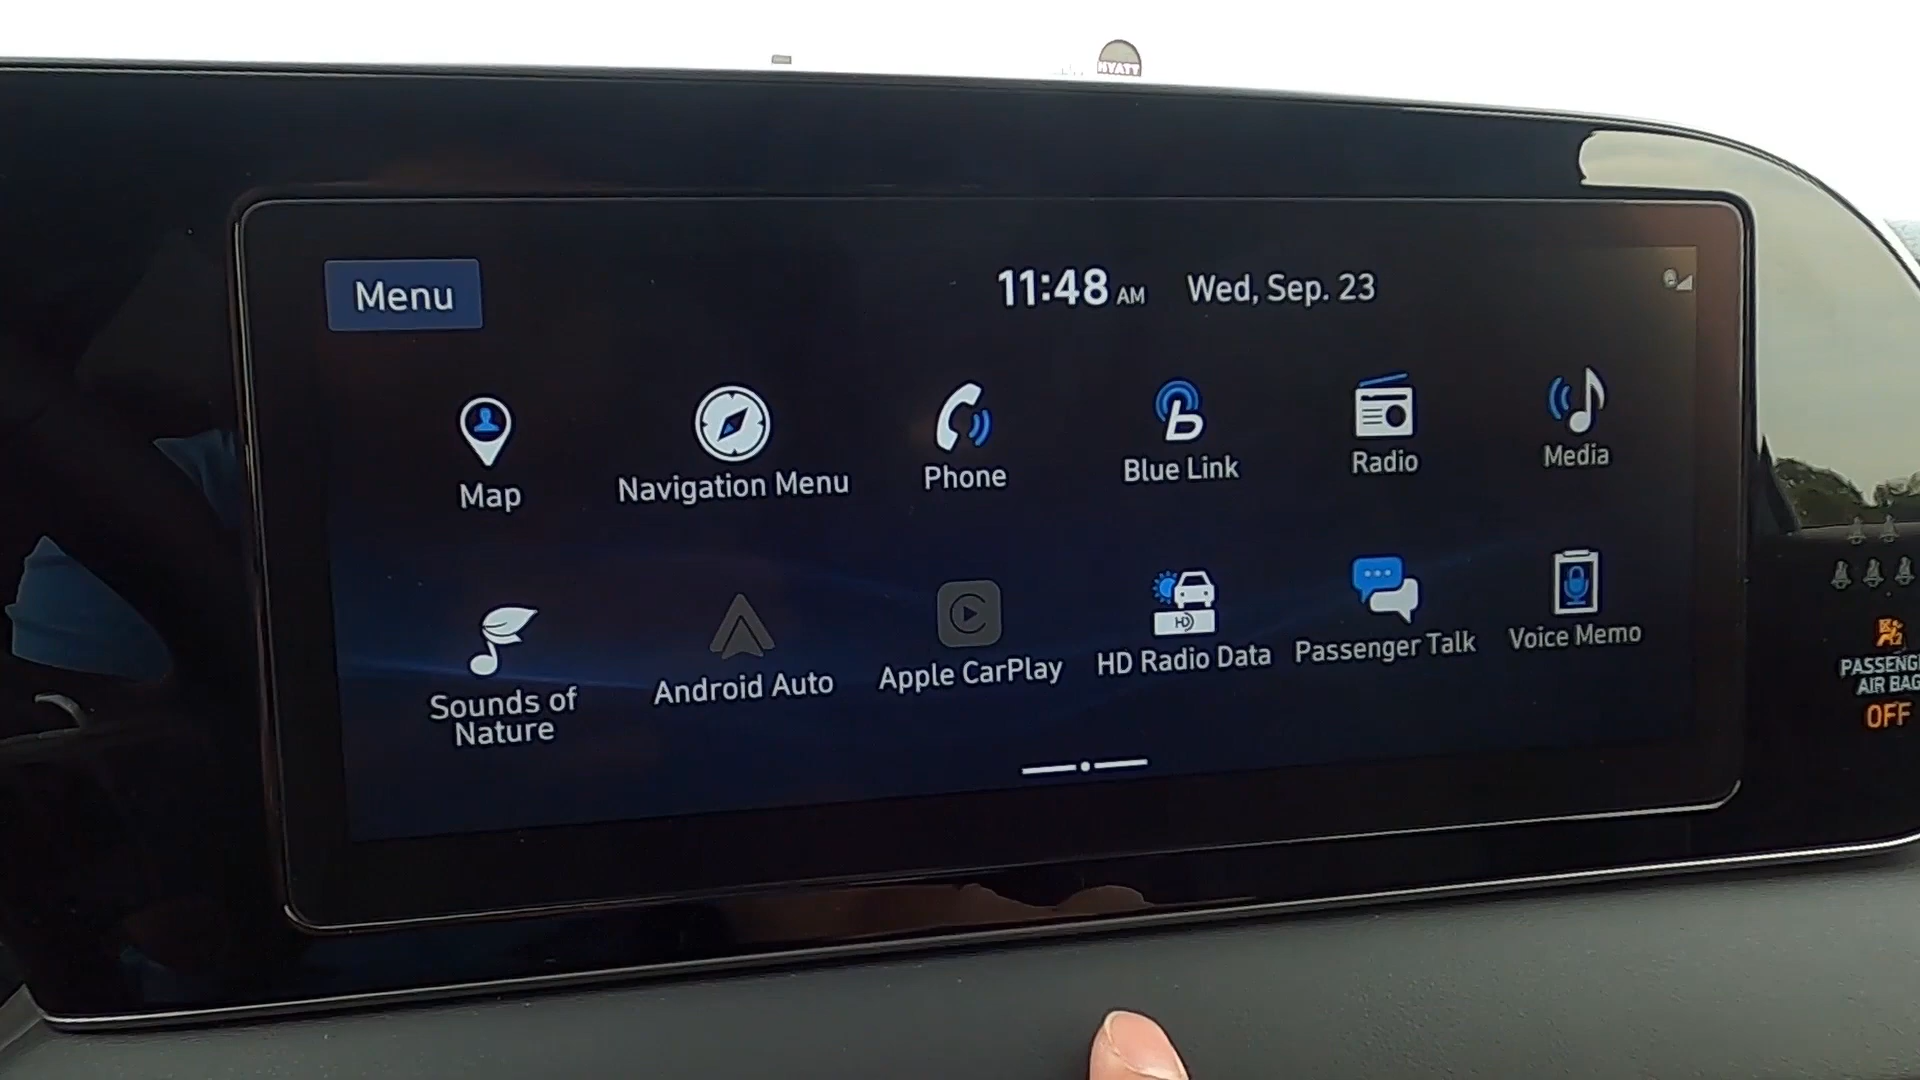 HYATT
Menu
11:48 AM Wed, Sep. 23
Map
Navigation Menu
Phone
Blue Link
Radio
Media
Sounds of
Nature
Android Auto
Apple CarPlay
HD Radio Data
Passenger Talk
Voice Memo
PASSENGE
AIR BAG
OFF